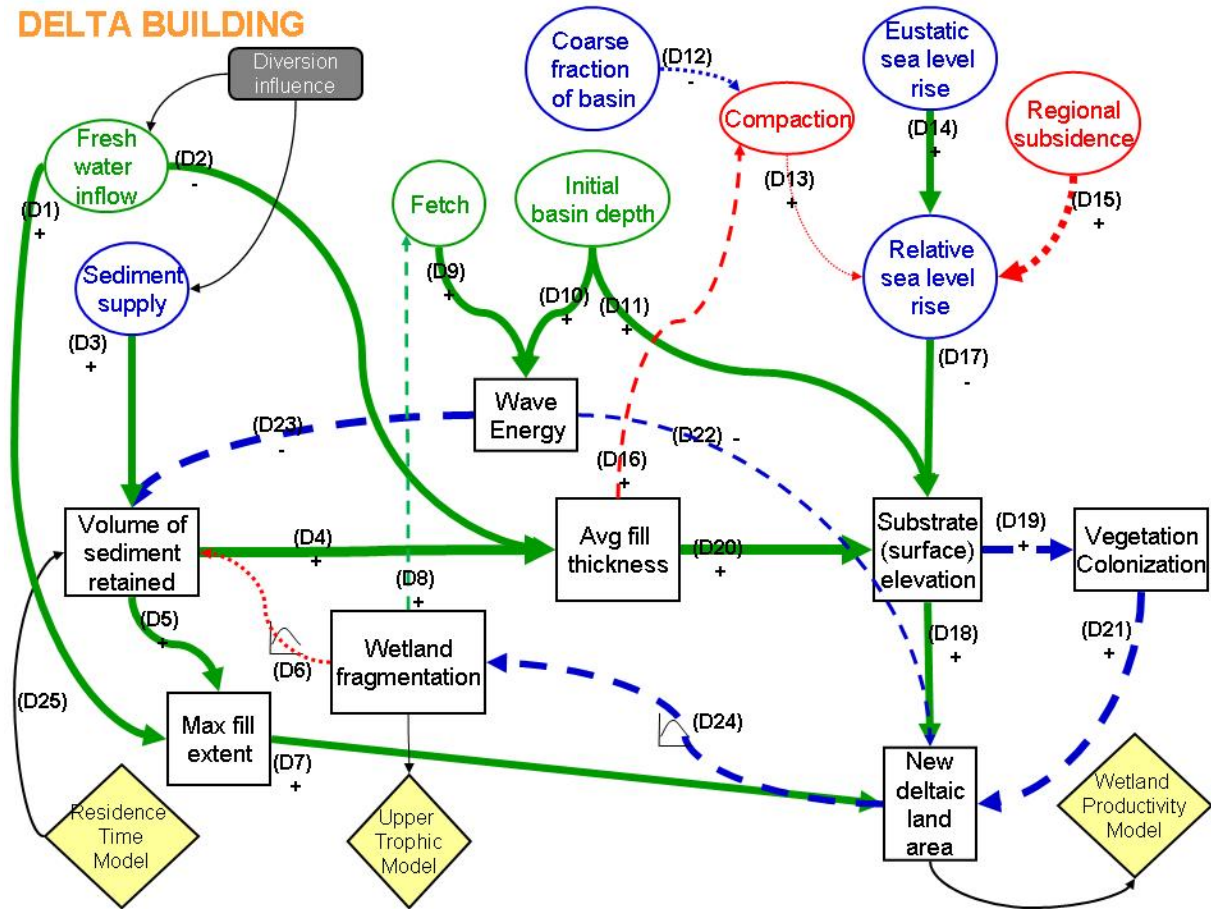 DELTA BUILDING
Diversion
influence
Coarse
fraction
of basin
(D12)
-
Eustatic
sea level
rise
Compaction
Regional
subsidence
Fresh
water
inflow
(D2)
-
(D1)
+
(D14)
+
(D13)
+
(D15)
+
Fetch
Initial
basin depth
Sediment
supply
Relative
sea level
rise
(D9)
+
(D10)
+
(D11)
+
(D3)
+
(D17)
-
Wave
Energy
(D23)
-
(D22) -
(D16)
+
Volume of
sediment
retained
(D4)
+
Avg fill
thickness
(D20)
+
Substrate
(surface)
elevation
(D19)
+
Vegetation
Colonization
(D8)
+
(D5)
+
(D6)
Wetland
fragmentation
(D18)
+
(D21)
+
(D25)
Max fill
extent
(D7)
+
(D24)
New
deltaic
land
area
Residence
Time
Model
Upper
Trophic
Model
Wetland
Productivity
Model